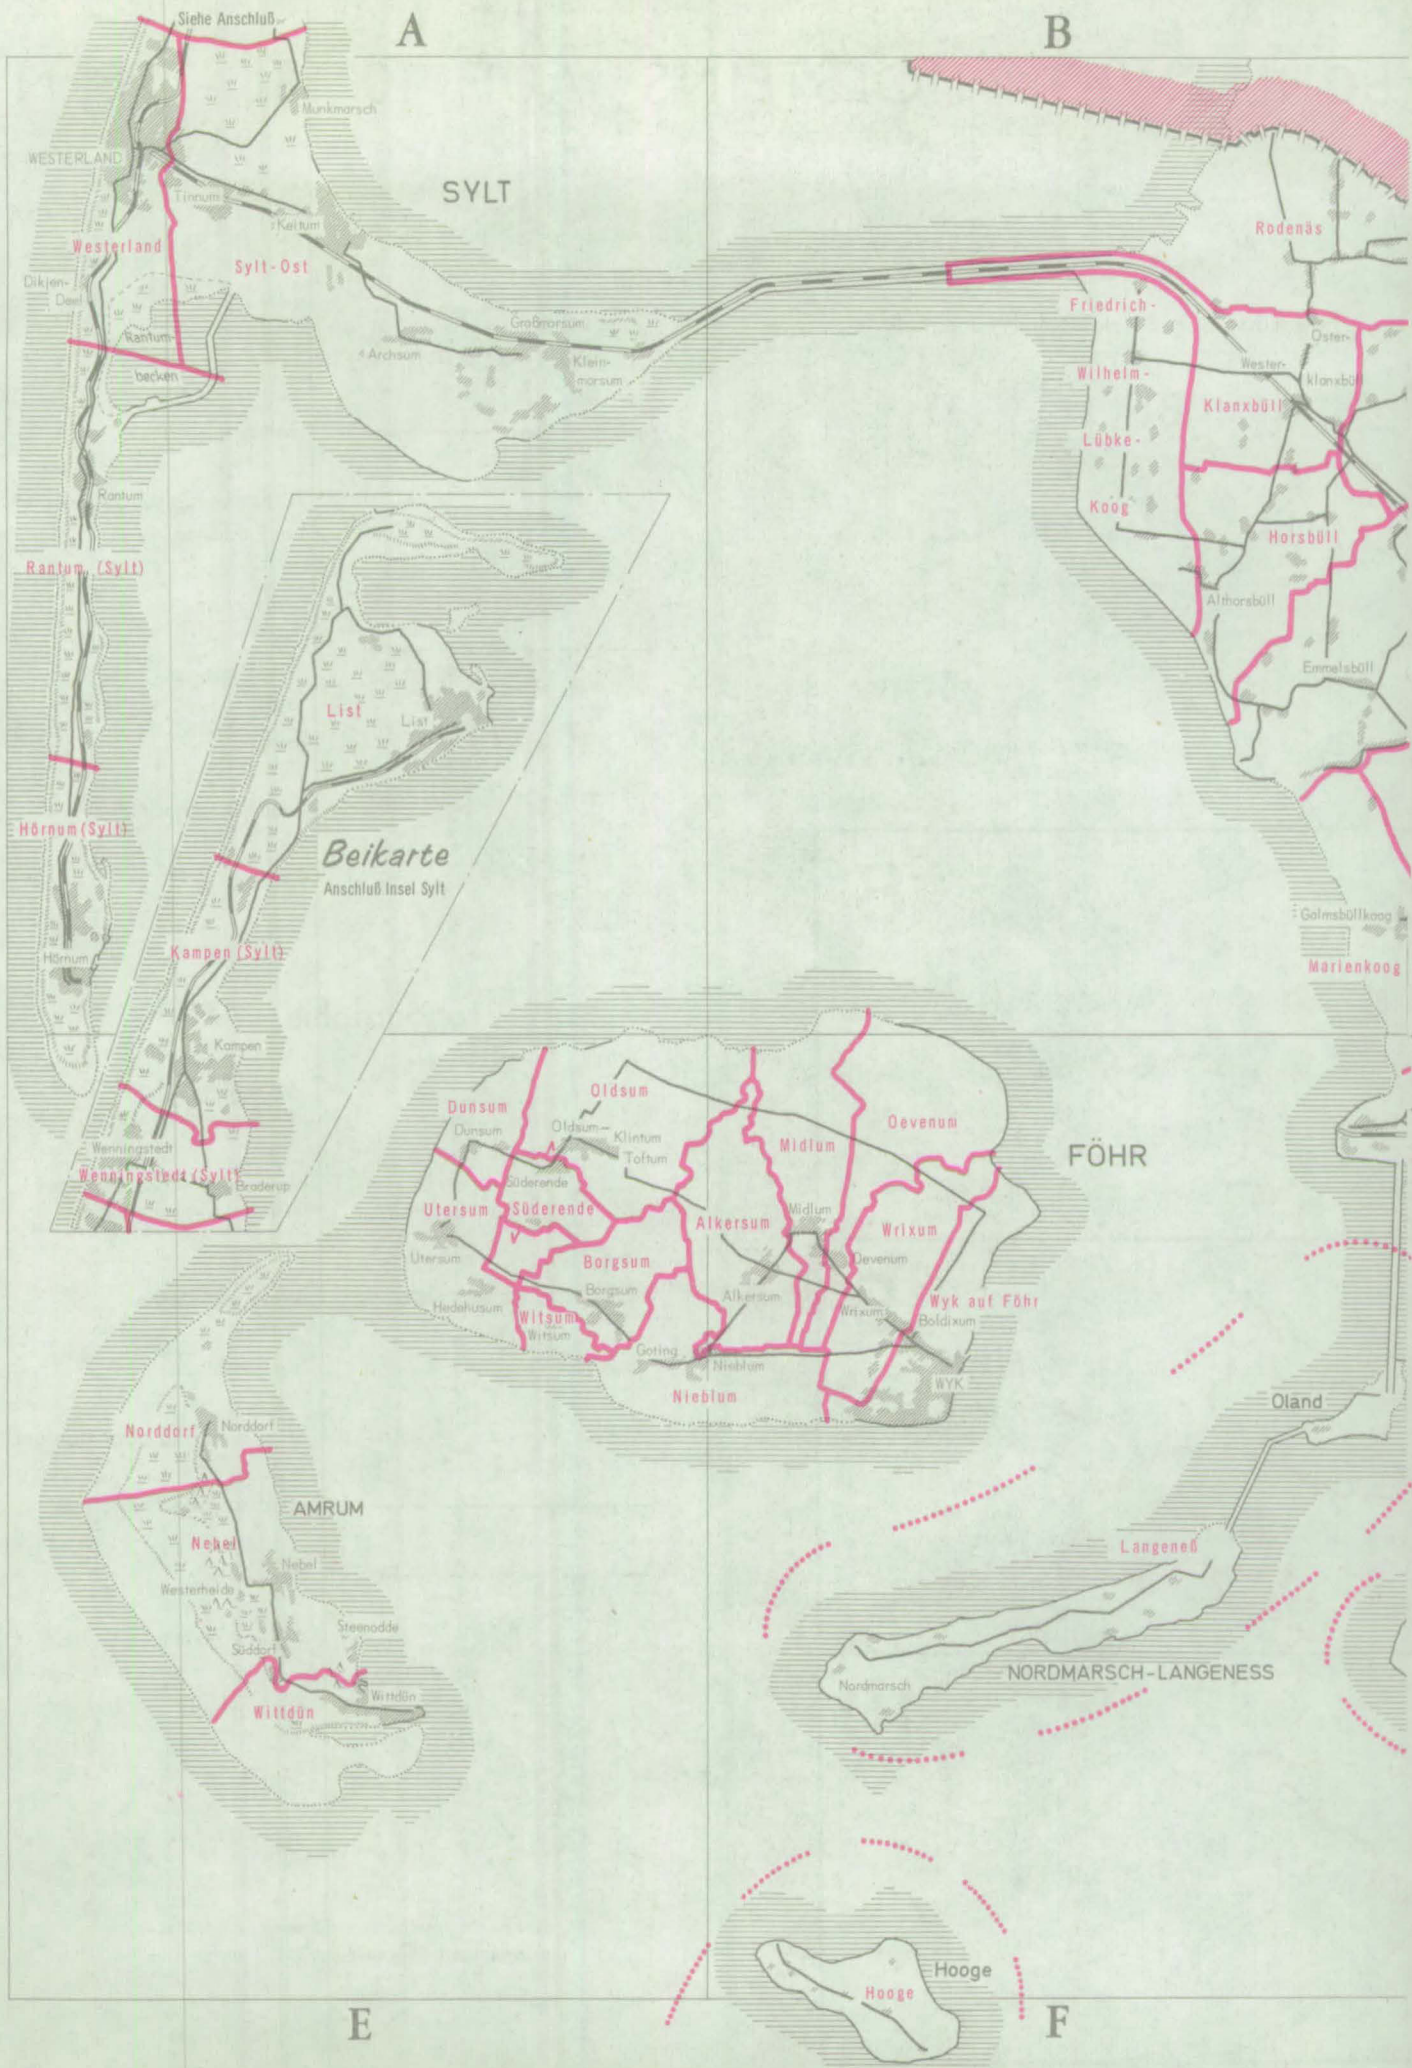 Siehe Anschluß
A
B
Munkmarsch
WESTERLAND
Tinnum
SYLT
Keitum
Rodenäs
Westerland
Sylt-Ost
Dikjen-
Deel
Friedrich-
Großmorsum
Rantum-
Oster-
Archsum
Klein-
morsum
Wester-
becken
Wilhelm-
klanxbüll
Klanxbüll
Lübke-
Rantum
Koog
Horsbüll
Rantum (Sylt)
Althorsbüll
Emmelsbüll
List
List
Hörnum (Sylt)
Beikarte
Anschluß Insel Sylt
Galmsbüllkoog
Kampen (Sylt)
Hörnum
Marienkoog
Kampen
Oldsum
Dunsum
Oevenum
Oldsum-
Dunsum
Klintum
Midlum
Toftum
FÖHR
Wenningstedt
Wenningstedt (Sylt)
Braderup
Süderende
Utersum
Süderende
Midlum
Alkersum
Wrixum
Utersum
Borgsum
Oevenum
Hedehusum
Borgsum
Alkersum
Wyk auf Föhr
Witsum
Wrixum
Boldixum
Witsum
Goting
Nieblum
WYK
Nieblum
Oland
Norddorf
Norddorf
AMRUM
Nebel
Langeneß
Nebel
Westerheide
Steenodde
Süddorf
NORDMARSCH-LANGENESS
Nordmarsch
Wittdün
Wittdün
Hooge
Hooge
E
F